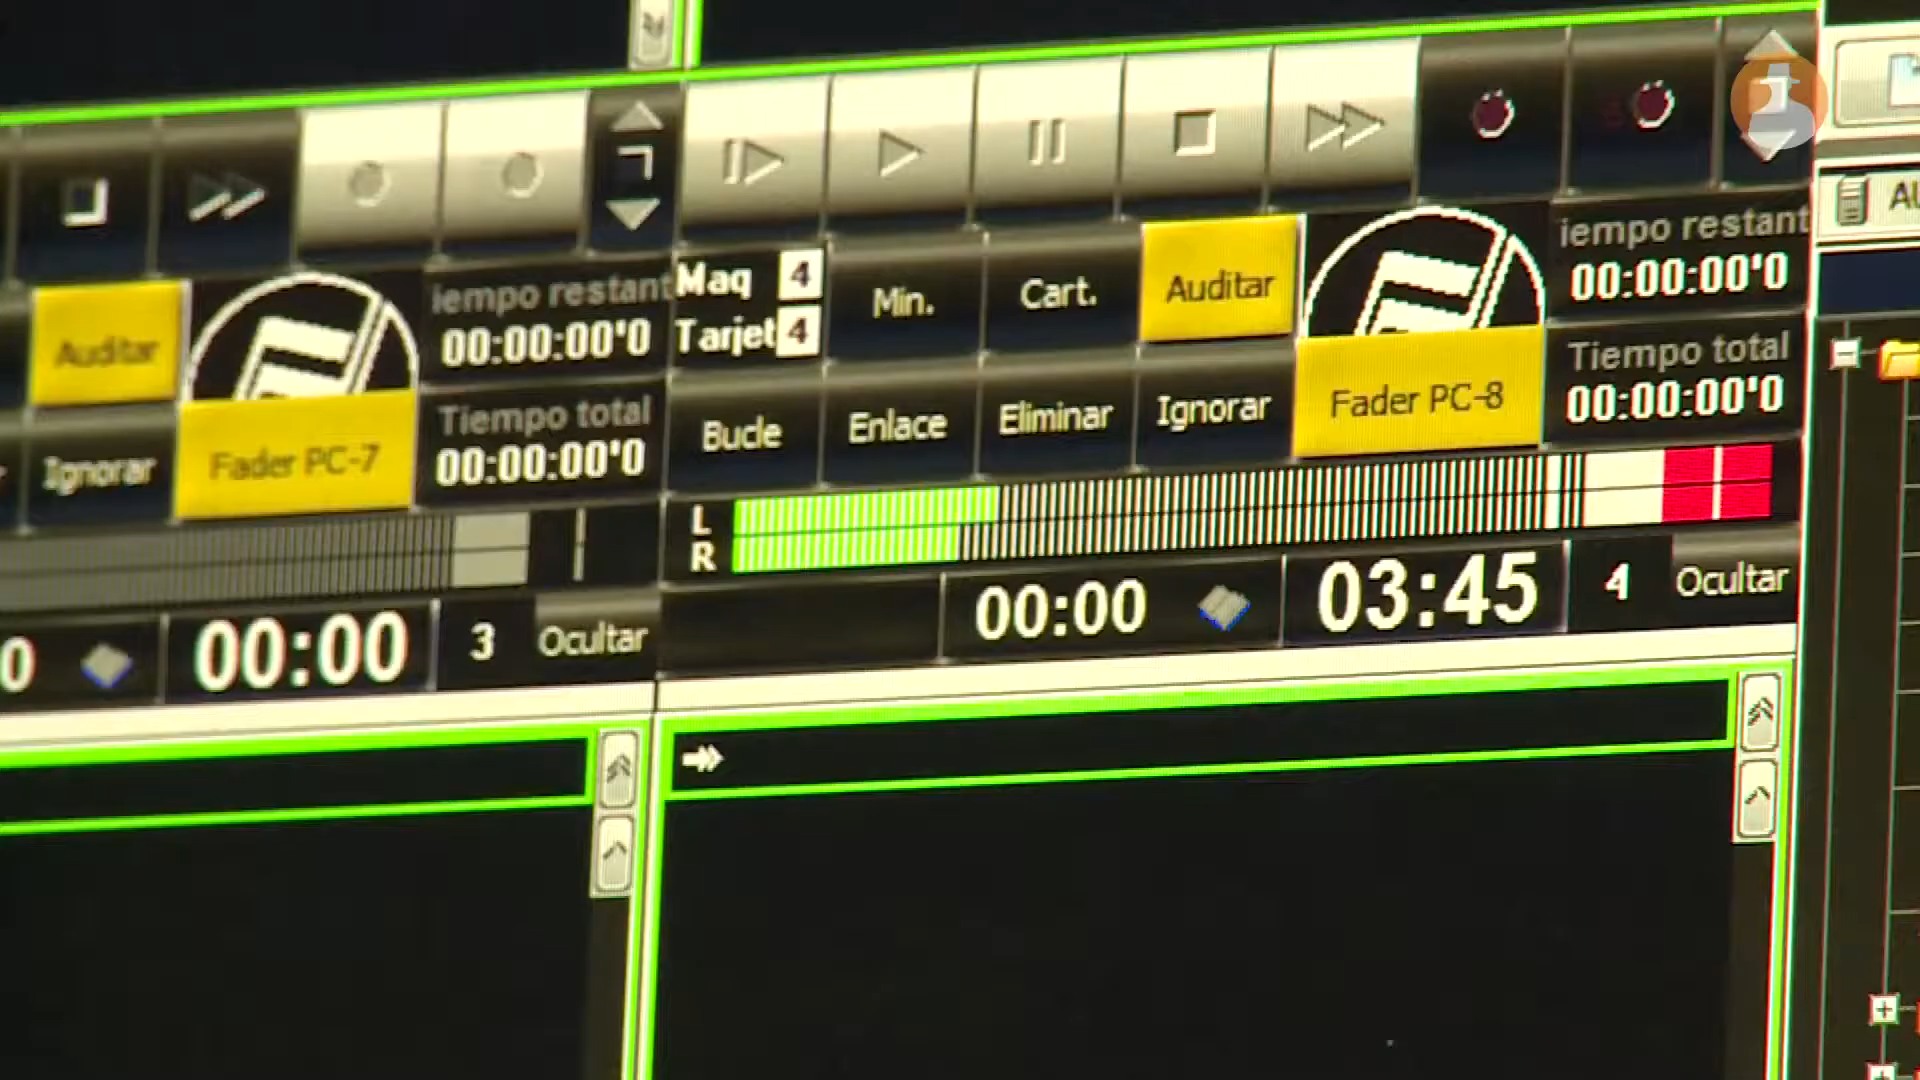 Auditar
iempo restant
00:00:00'0
Tiempo total
00:00:00'0
Ignorar
Fader PC-7
00:00
3
Ocultar
Maq 4
Tarjet 4
Min.
Cart.
Auditar
iempo restant
00:00:00'0
Bucle
Enlace
Eliminar
Ignorar
Fader PC-8
Tiempo total
00:00:00'0
L
R
00:00
03:45
4
Ocultar